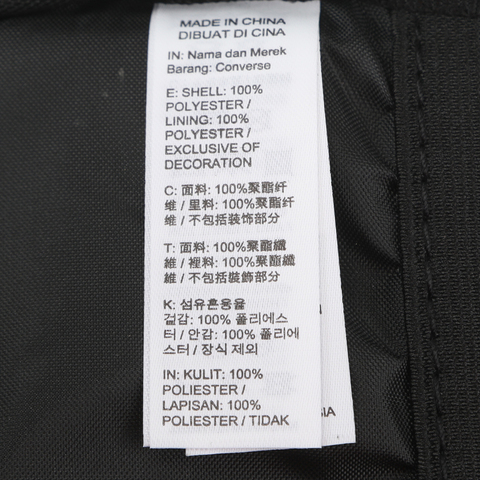 MADE IN CHINA
DIBUAT DI CINA
IN: Nama dan Merek
Barang: Converse
E: SHELL: 100%
POLYESTER /
LINING: 100%
POLYESTER /
EXCLUSIVE OF
DECORATION
C: 面料: 100%聚酯纤
维 / 里料: 100%聚酯纤
维 / 不包括装饰部分
T: 面料: 100%聚酯纖
維 / 裡料: 100%聚酯纖
維 / 不包括裝飾部分
K: 섬유혼용율
겉감: 100% 폴리에스
터 / 안감: 100% 폴리에
스터 / 장식 제외
IN: KULIT: 100%
POLIESTER /
LAPISAN: 100%
POLIESTER / TIDAK